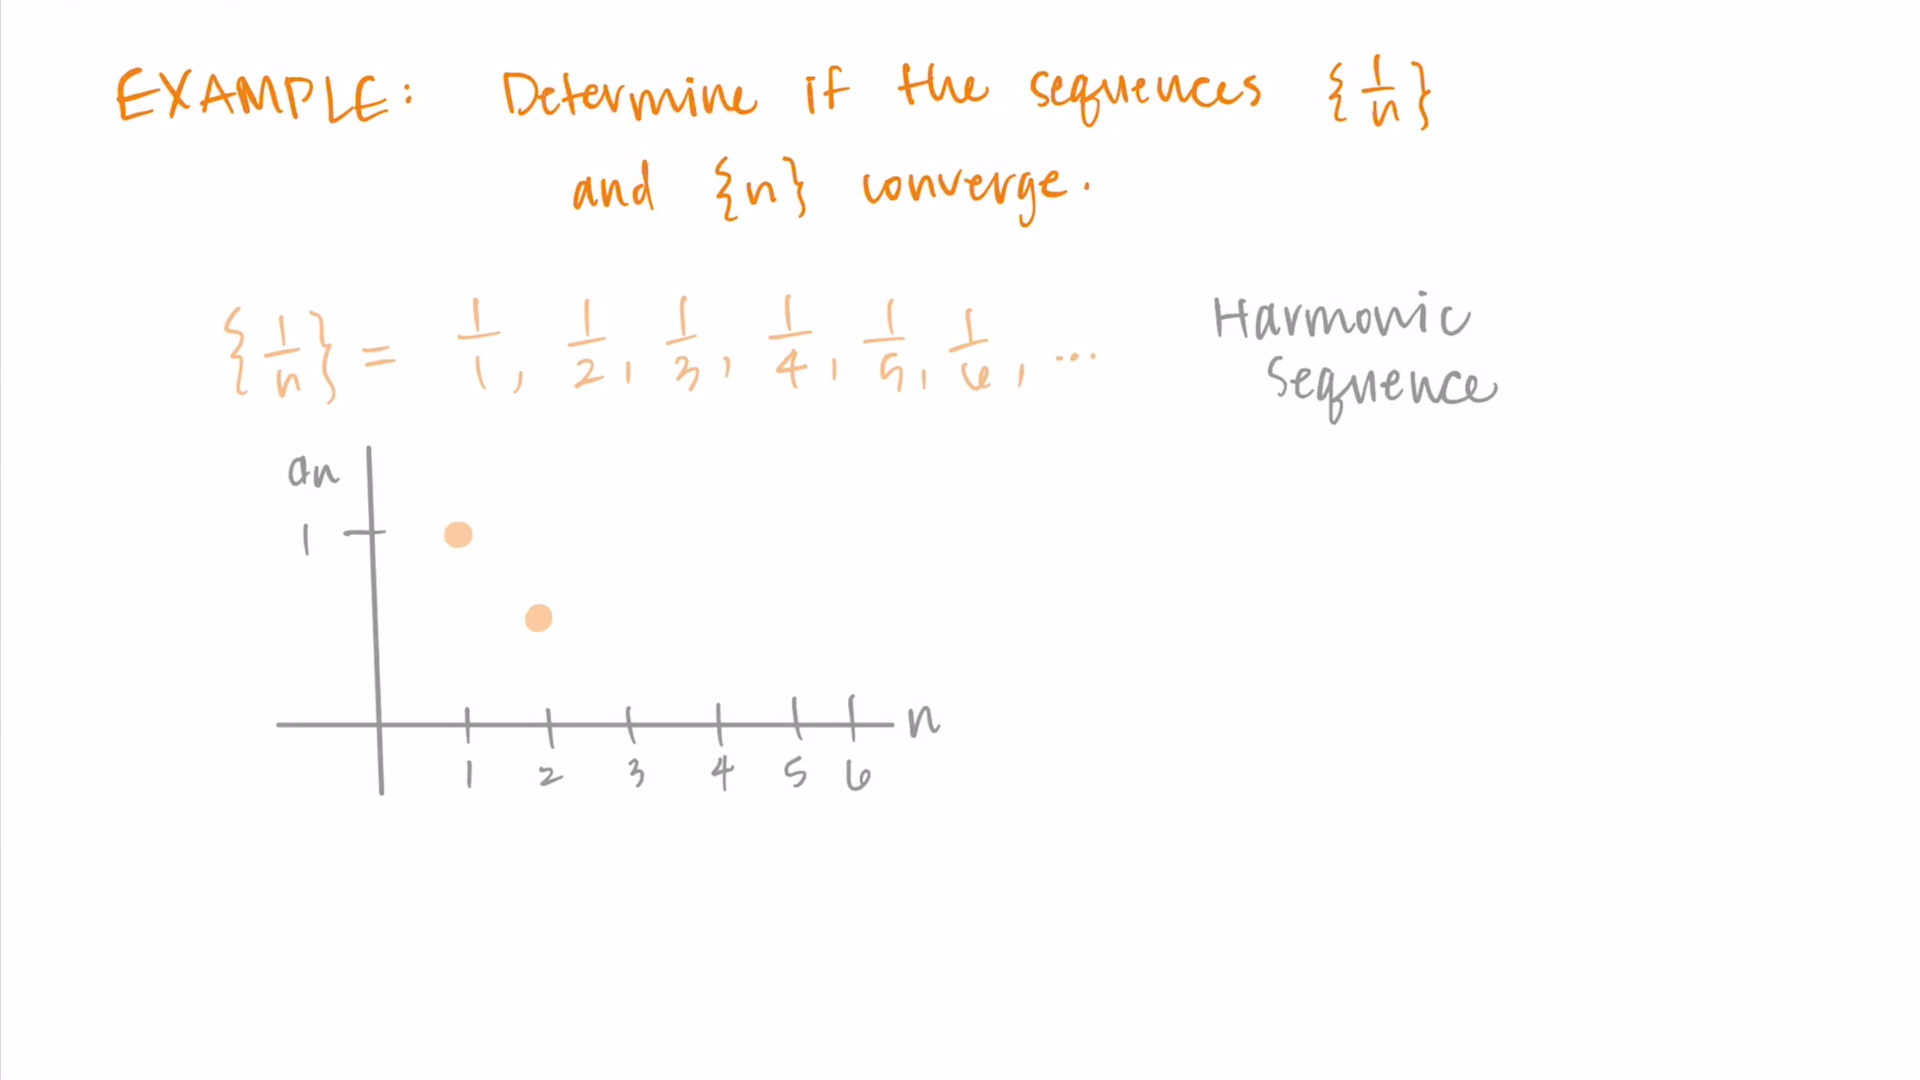 EXAMPLE: Determine if the sequences {1/n}
and {n} converge.
{1/n} = 1/1, 1/2, 1/3, 1/4, 1/5, 1/6, ...
Harmonic
Sequence
an
1
n
1 2 3 4 5 6